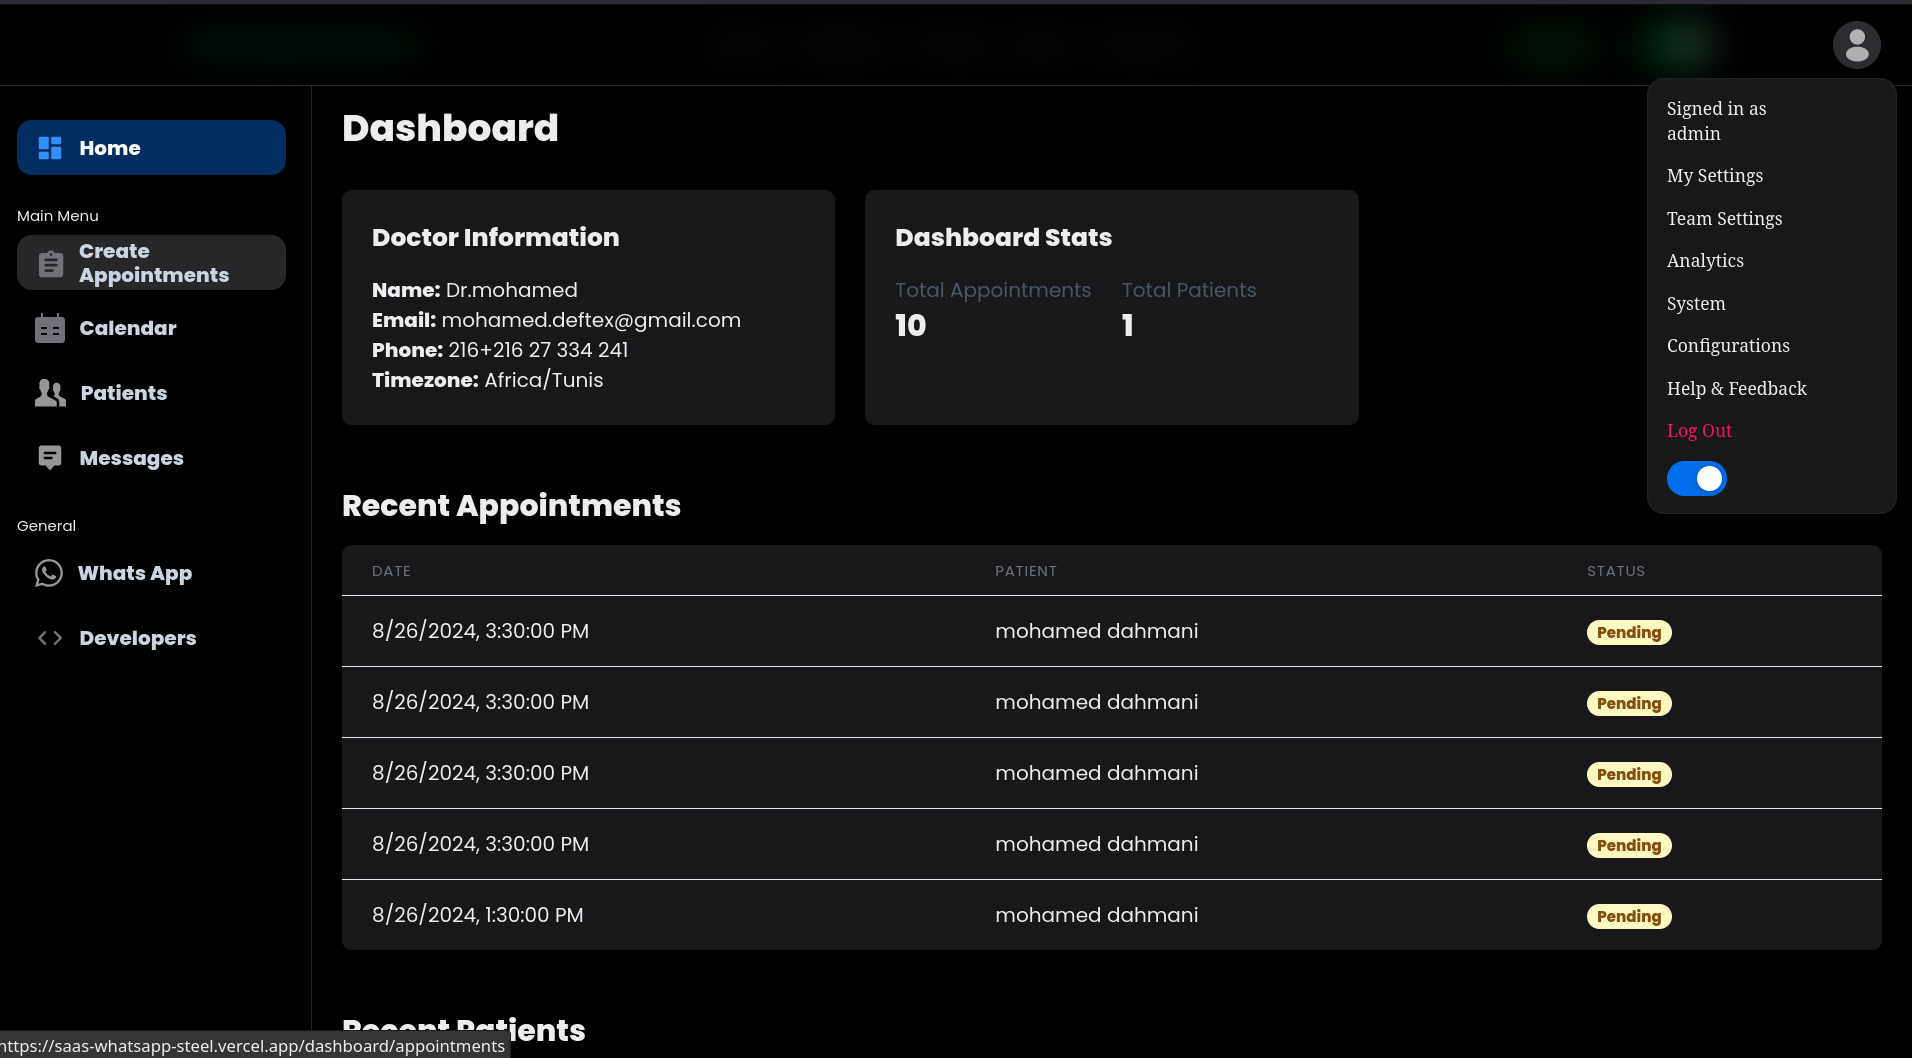 Signed in as
admin
My Settings
Team Settings
Analytics
System
Configurations
Help & Feedback
Log Out
Home
Main Menu
Create
Appointments
Calendar
Patients
Messages
General
Whats App
Developers
Dashboard
Doctor Information
Name: Dr.mohamed
Email: mohamed.deftex@gmail.com
Phone: 216+216 27 334 241
Timezone: Africa/Tunis
Dashboard Stats
Total Appointments Total Patients
10 1
Recent Appointments
DATE PATIENT STATUS
8/26/2024, 3:30:00 PM mohamed dahmani Pending
8/26/2024, 3:30:00 PM mohamed dahmani Pending
8/26/2024, 3:30:00 PM mohamed dahmani Pending
8/26/2024, 3:30:00 PM mohamed dahmani Pending
8/26/2024, 1:30:00 PM mohamed dahmani Pending
Recent Patients
https://saas-whatsapp-steel.vercel.app/dashboard/appointments